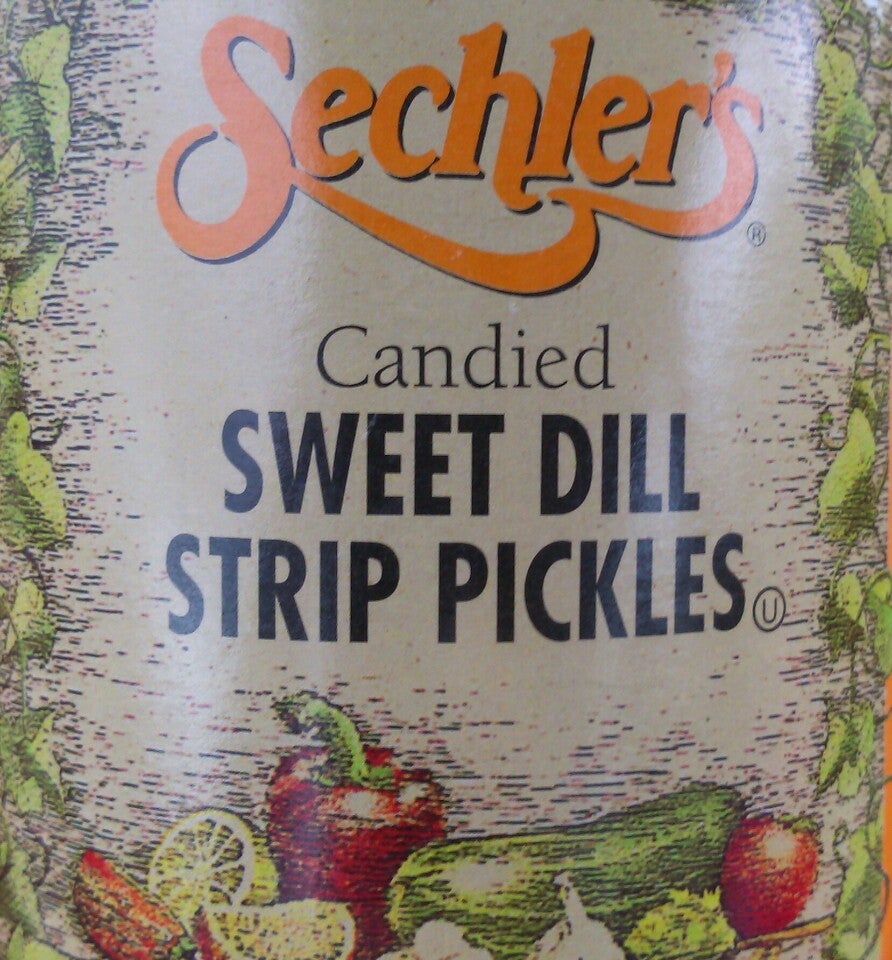 Sechler's®
Candied
SWEET DILL
STRIP PICKLES Ⓤ